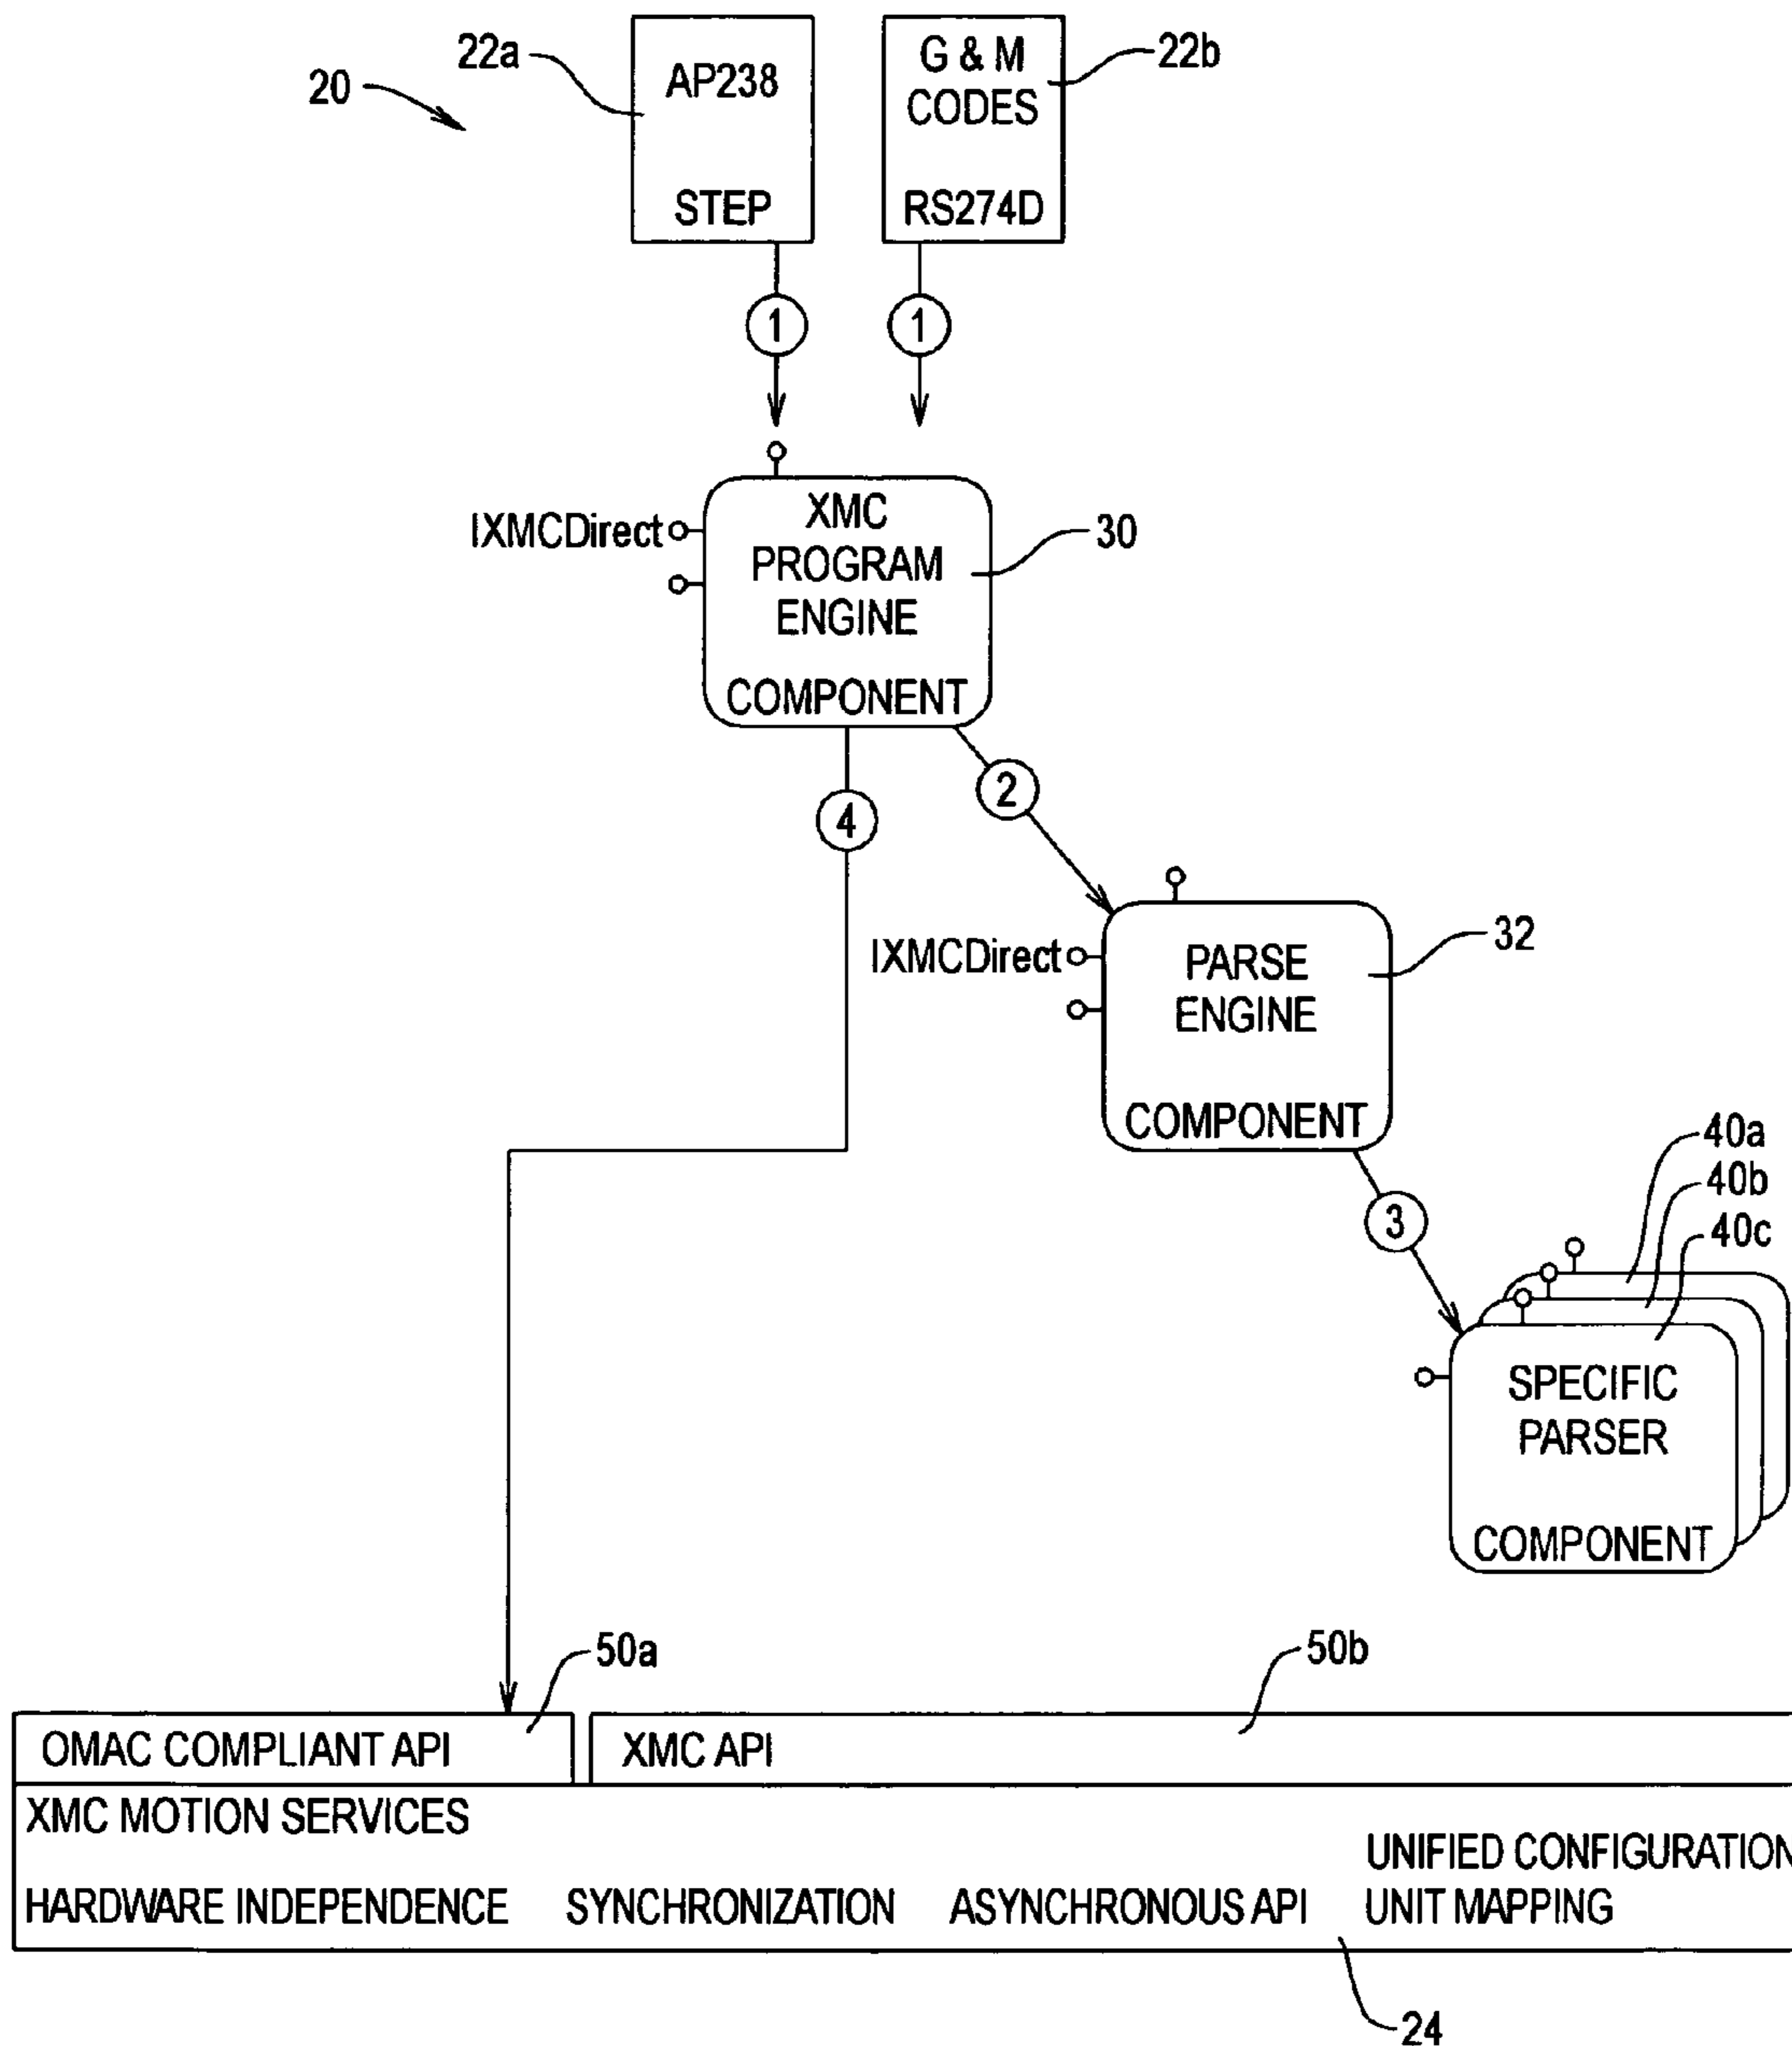 20
22a
AP238
STEP
G & M
CODES
RS274D
22b
1
1
IXMCDirect
XMC
PROGRAM
ENGINE
COMPONENT
30
2
4
IXMCDirect
PARSE
ENGINE
COMPONENT
32
3
40a
40b
40c
SPECIFIC
PARSER
COMPONENT
50a
50b
OMAC COMPLIANT API
XMC API
XMC MOTION SERVICES
UNIFIED CONFIGURATION
HARDWARE INDEPENDENCE SYNCHRONIZATION ASYNCHRONOUS API UNIT MAPPING
24